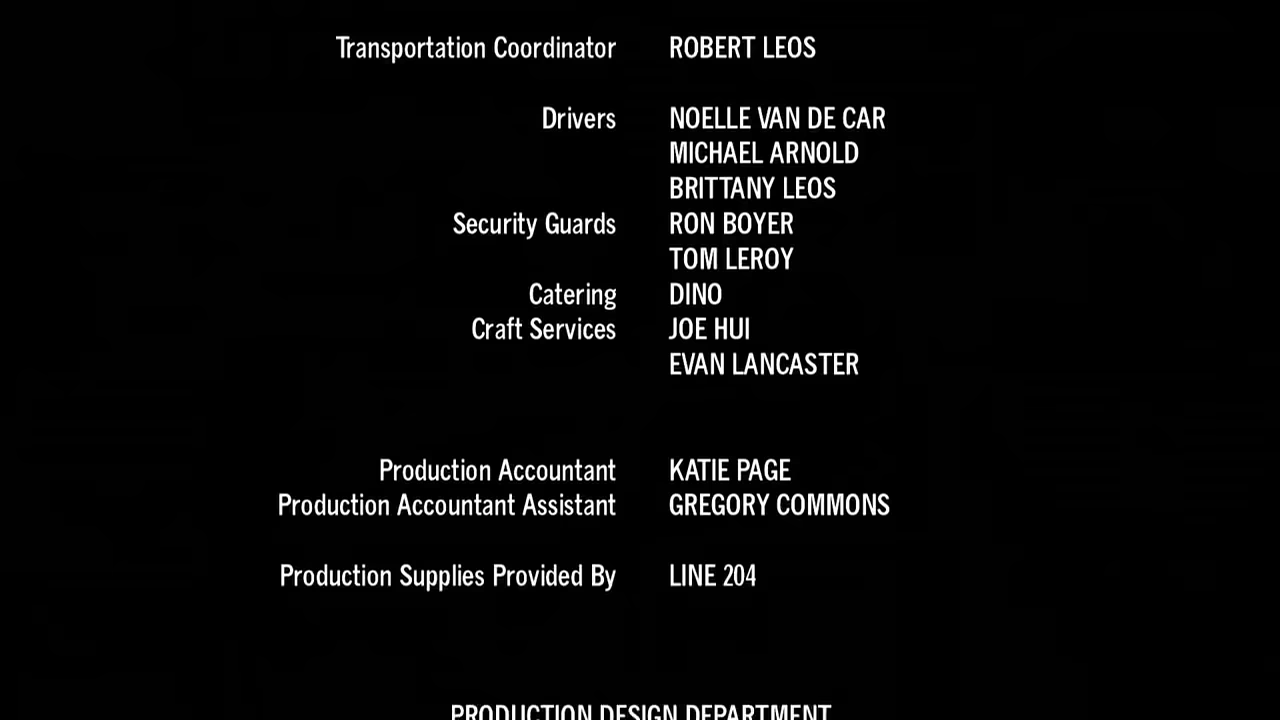 Transportation Coordinator ROBERT LEOS
Drivers NOELLE VAN DE CAR
MICHAEL ARNOLD
BRITTANY LEOS
Security Guards RON BOYER
TOM LEROY
Catering DINO
Craft Services JOE HUI
EVAN LANCASTER
Production Accountant KATIE PAGE
Production Accountant Assistant GREGORY COMMONS
Production Supplies Provided By LINE 204
PRODUCTION DESIGN DEPARTMENT